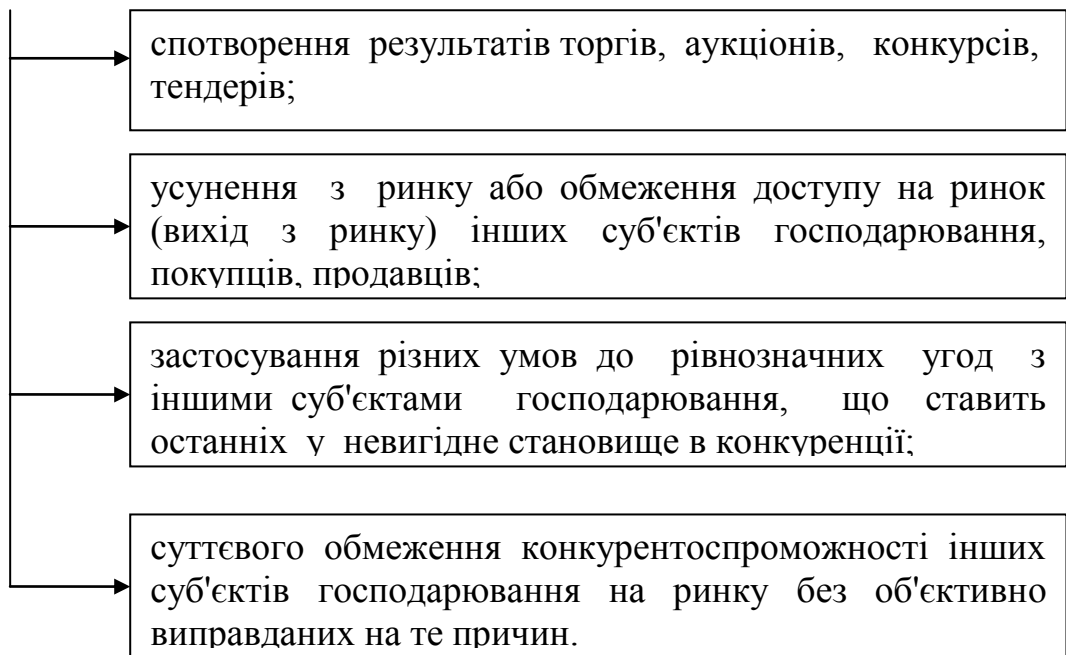 спотворення результатів торгів, аукціонів, конкурсів,
тендерів;
усунення з ринку або обмеження доступу на ринок
(вихід з ринку) інших суб'єктів господарювання,
покупців, продавців;
застосування різних умов до рівнозначних угод з
іншими суб'єктами господарювання, що ставить
останніх у невигідне становище в конкуренції;
суттєвого обмеження конкурентоспроможності інших
суб'єктів господарювання на ринку без об'єктивно
виправданих на те причин.